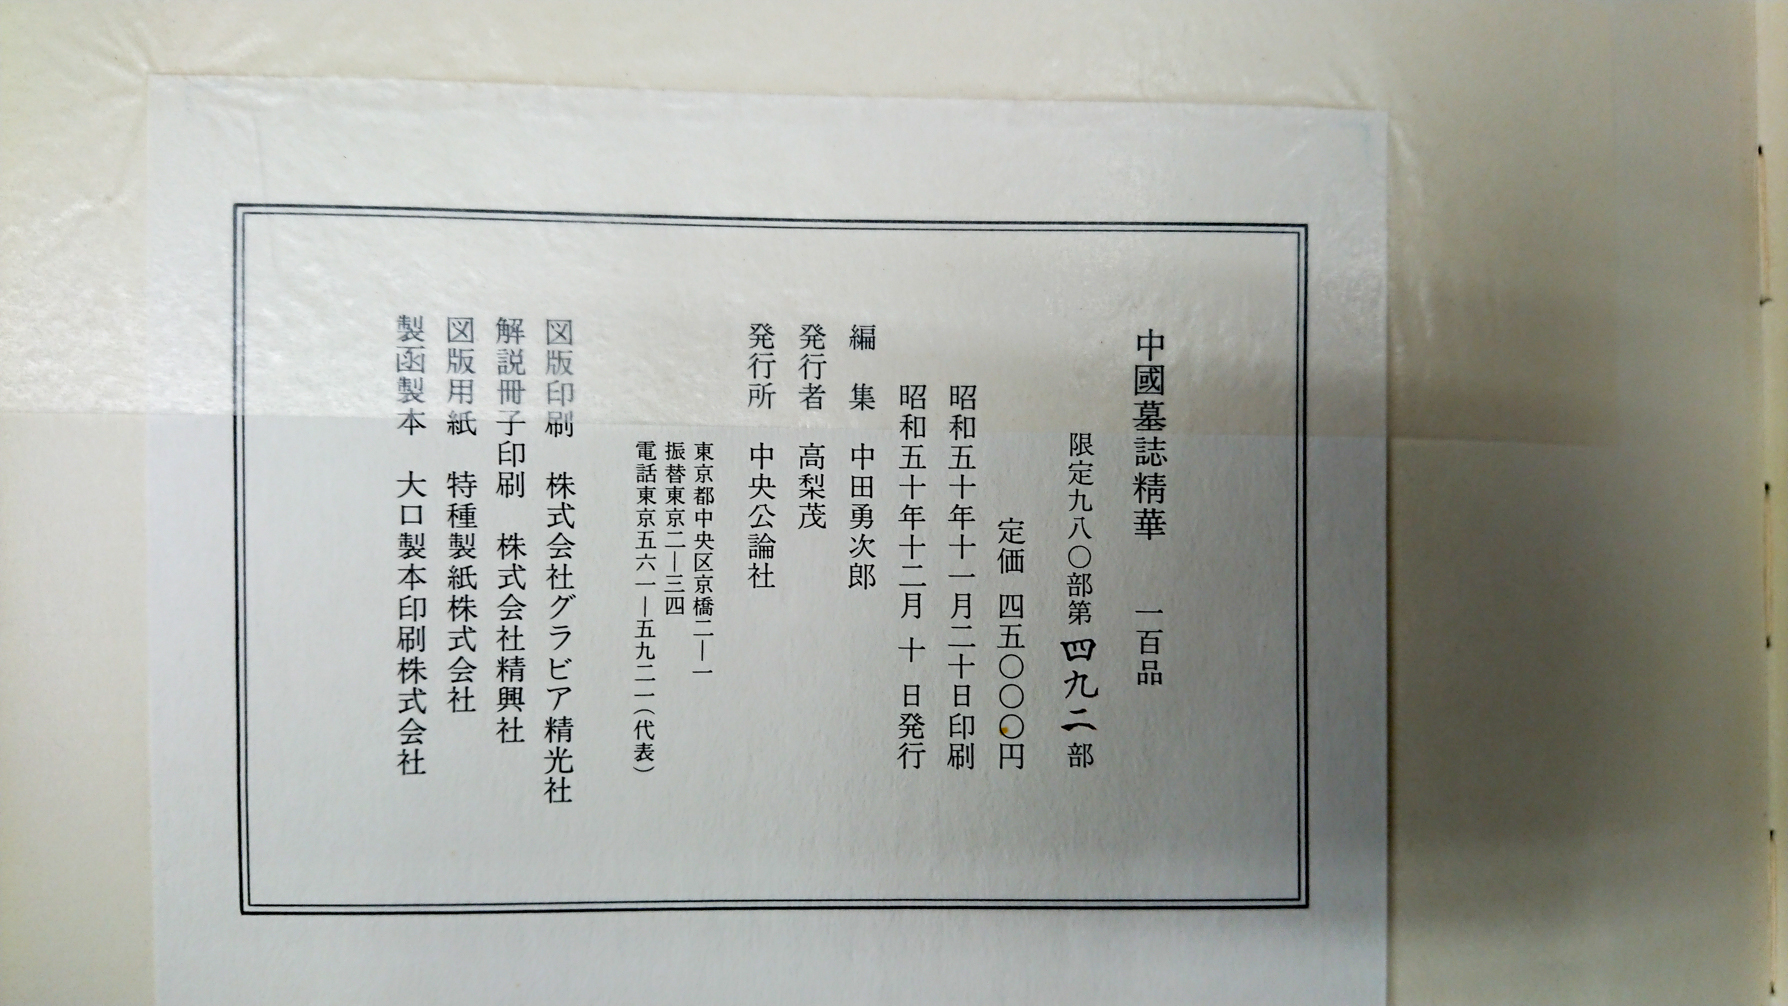 中國墓誌精華　一百品
限定九八〇部第四九二部
定価 四五〇〇〇円
昭和五十年十一月二十日印刷
昭和五十年十二月 十 日発行
編　集　中田勇次郎
発行者　高梨茂
発行所　中央公論社
東京都中央区京橋二―一
振替東京二―三四
電話東京五六一―五九二一（代表）
図版印刷　株式会社グラビア精光社
解説冊子印刷　株式会社精興社
図版用紙　特種製紙株式会社
製函製本　大口製本印刷株式会社